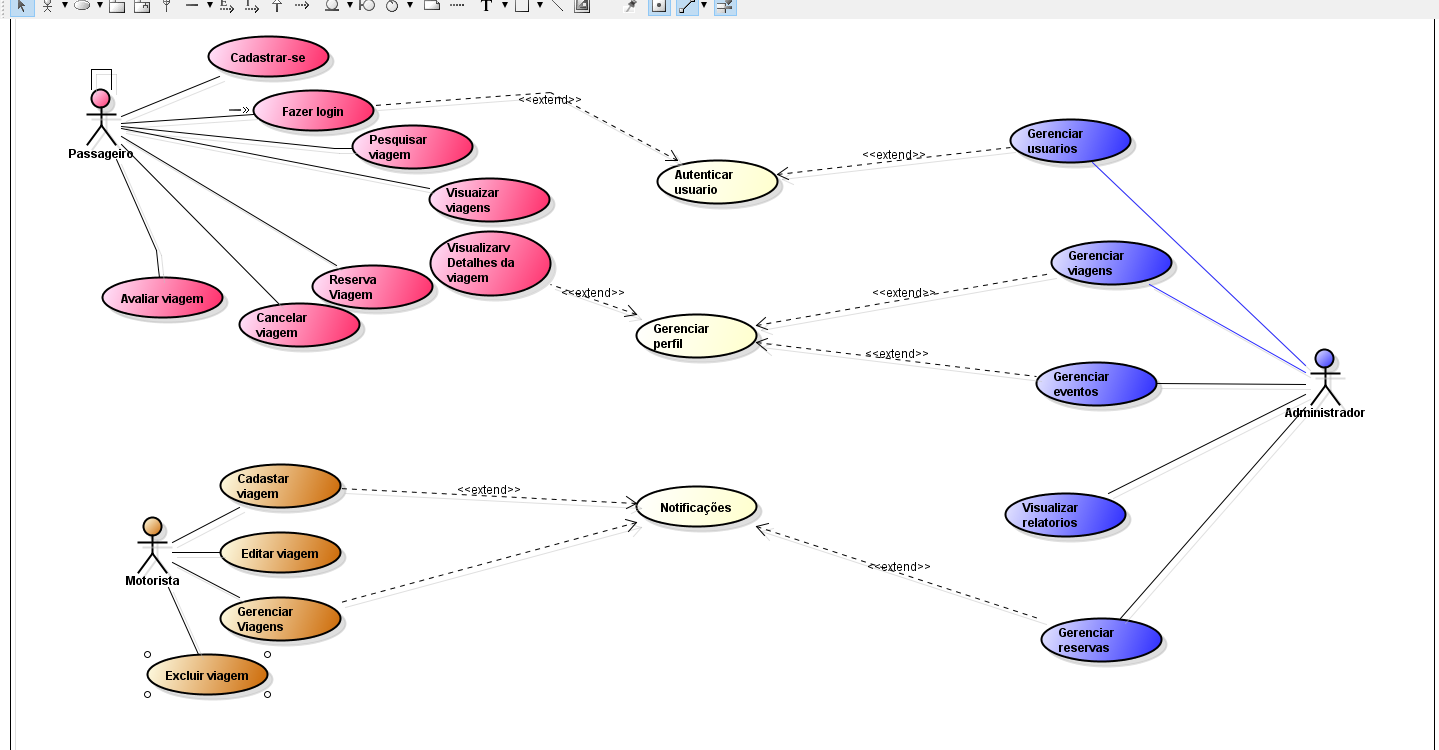 T
Cadastrar-se
Fazer login
<<extend>>
Pesquisar
viagem
Passageiro
Gerenciar
usuarios
<<extend>>
Autenticar
usuario
Visuaizar
viagens
Visualizarv
Detalhes da
viagem
Gerenciar
viagens
Reserva
Viagem
<<extend>>
<<extend>>
Avaliar viagem
Cancelar
viagem
Gerenciar
perfil
<<extend>>
Gerenciar
eventos
Administrador
Cadastar
viagem
<<extend>>
Notificações
Visualizar
relatorios
Editar viagem
Motorista
<<extend>>
Gerenciar
Viagens
Gerenciar
reservas
Excluir viagem